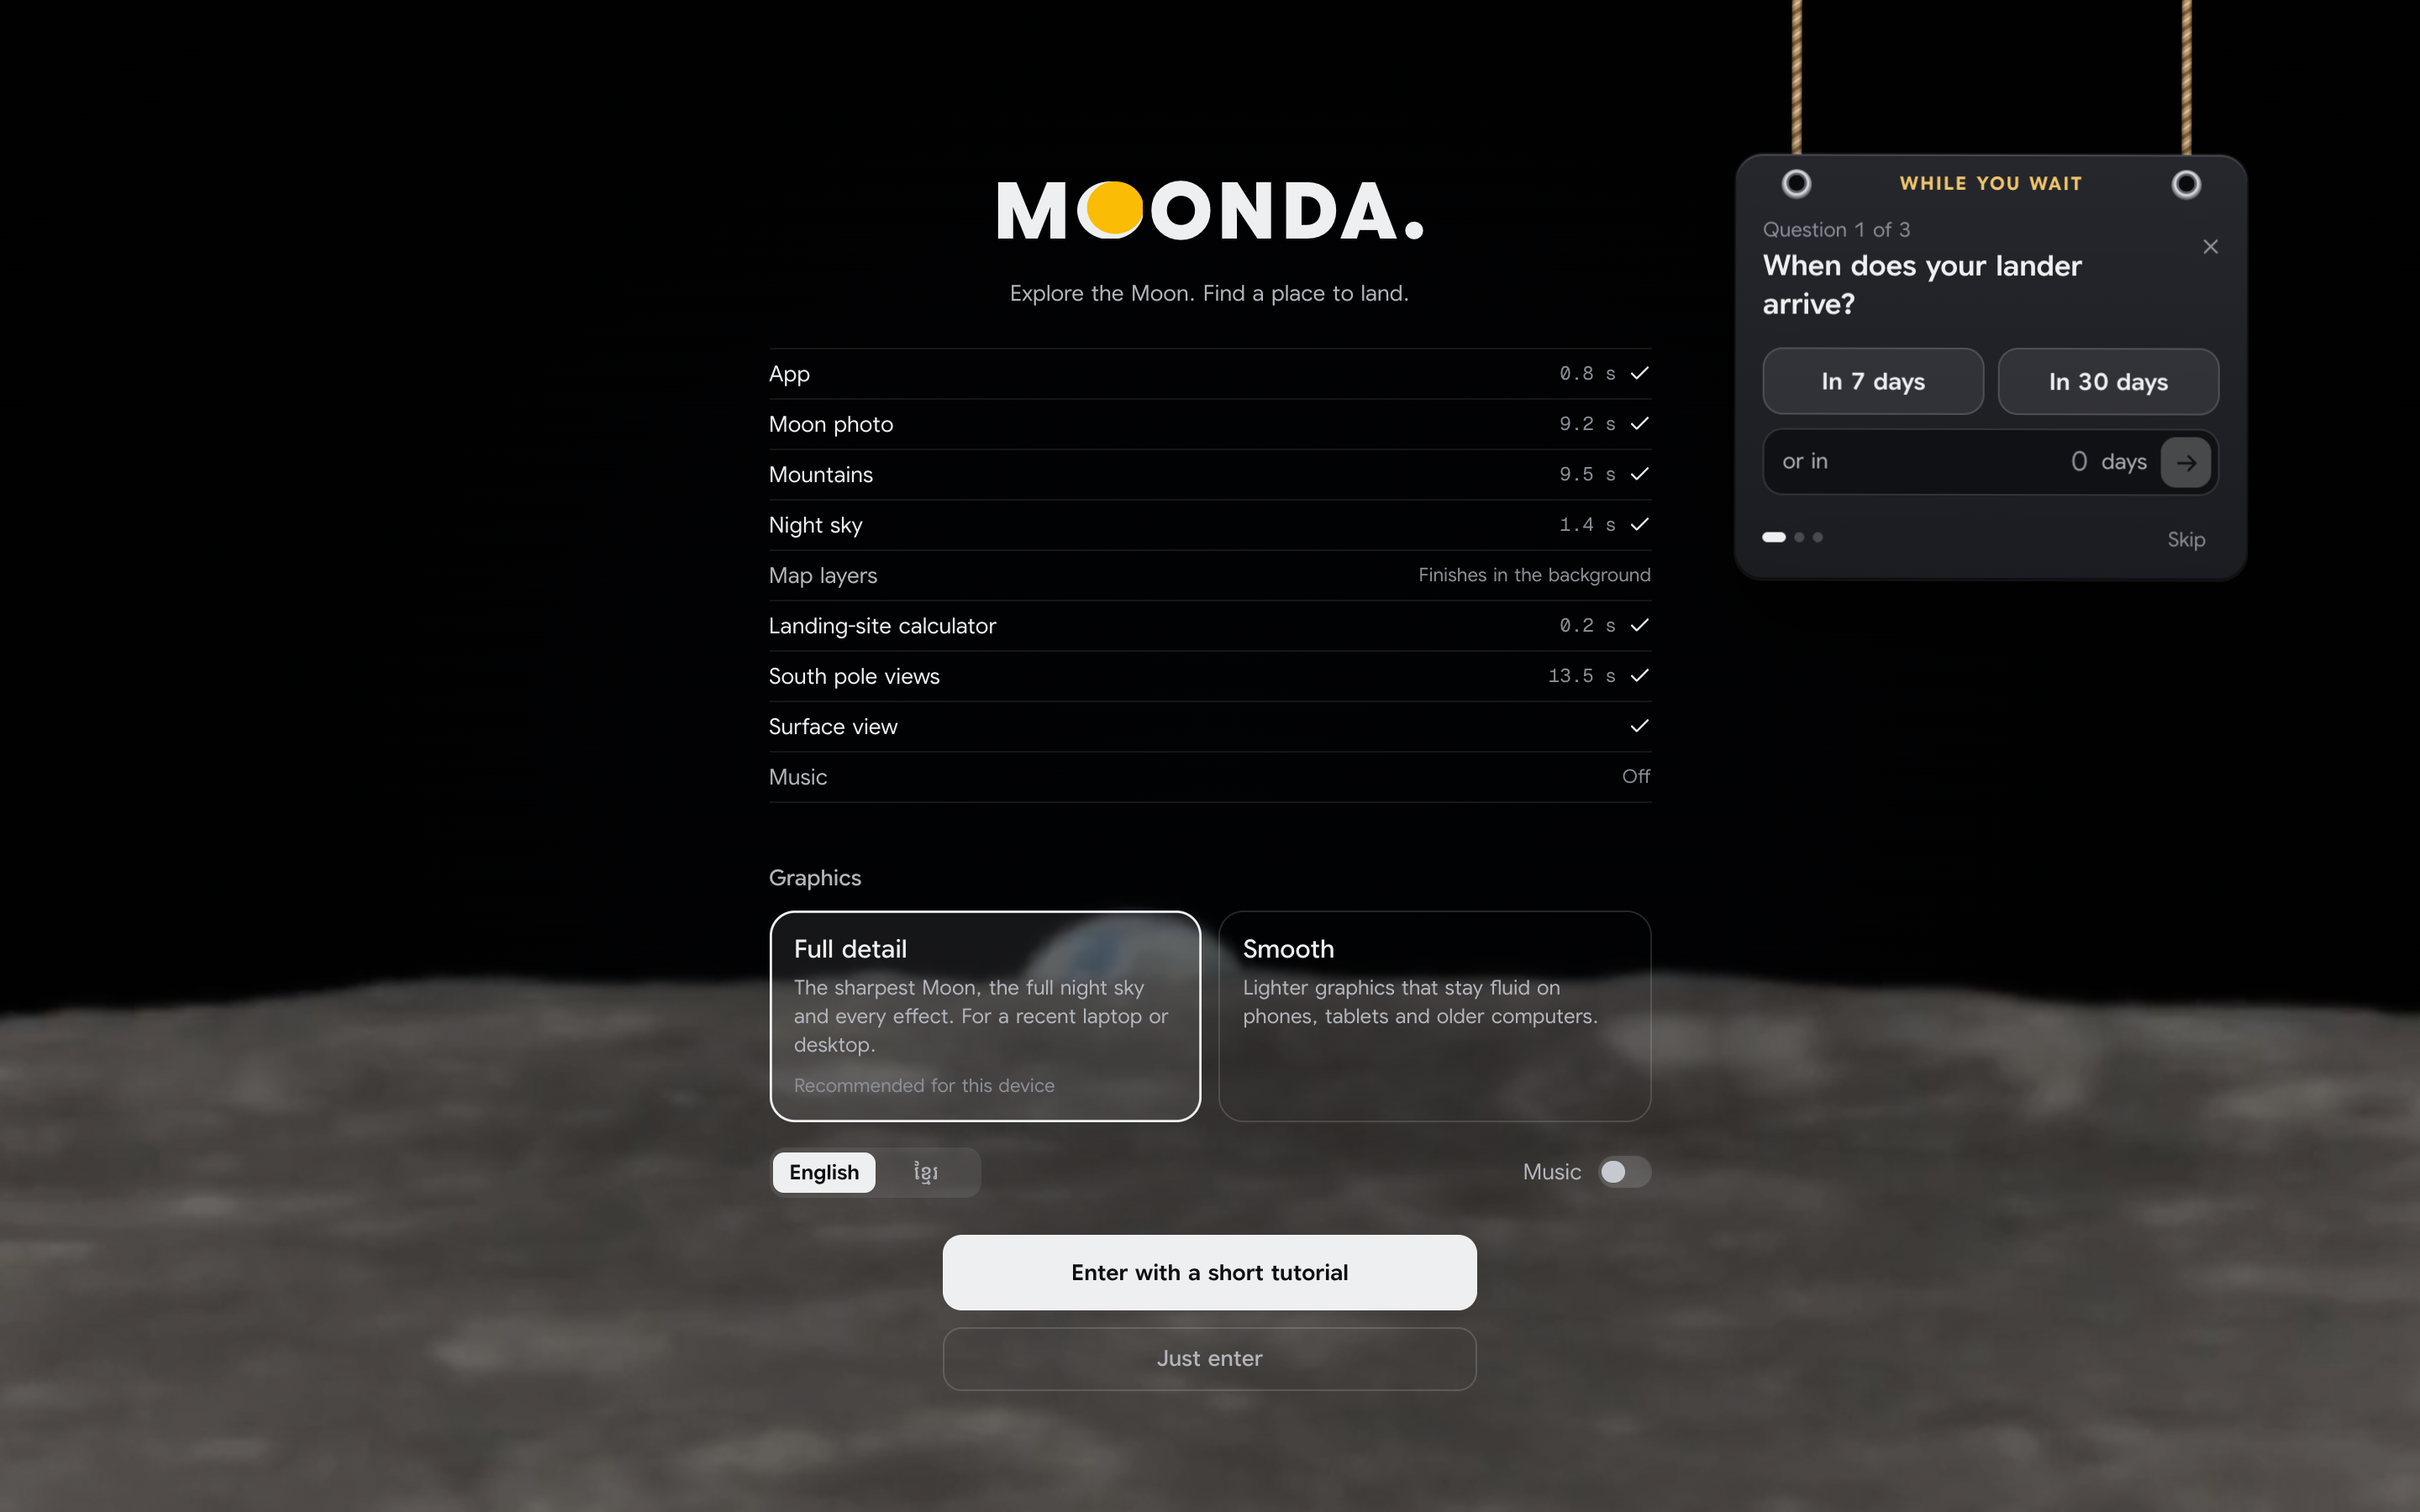 MOONDA.
Explore the Moon. Find a place to land.
App 0.8 s
Moon photo 9.2 s
Mountains 9.5 s
Night sky 1.4 s
Map layers Finishes in the background
Landing-site calculator 0.2 s
South pole views 13.5 s
Surface view
Music Off
Graphics
Full detail
The sharpest Moon, the full night sky
and every effect. For a recent laptop or
desktop.
Recommended for this device
Smooth
Lighter graphics that stay fluid on
phones, tablets and older computers.
English ខ្មែរ
Music
Enter with a short tutorial
Just enter
WHILE YOU WAIT
Question 1 of 3
When does your lander
arrive?
In 7 days In 30 days
or in 0 days
Skip